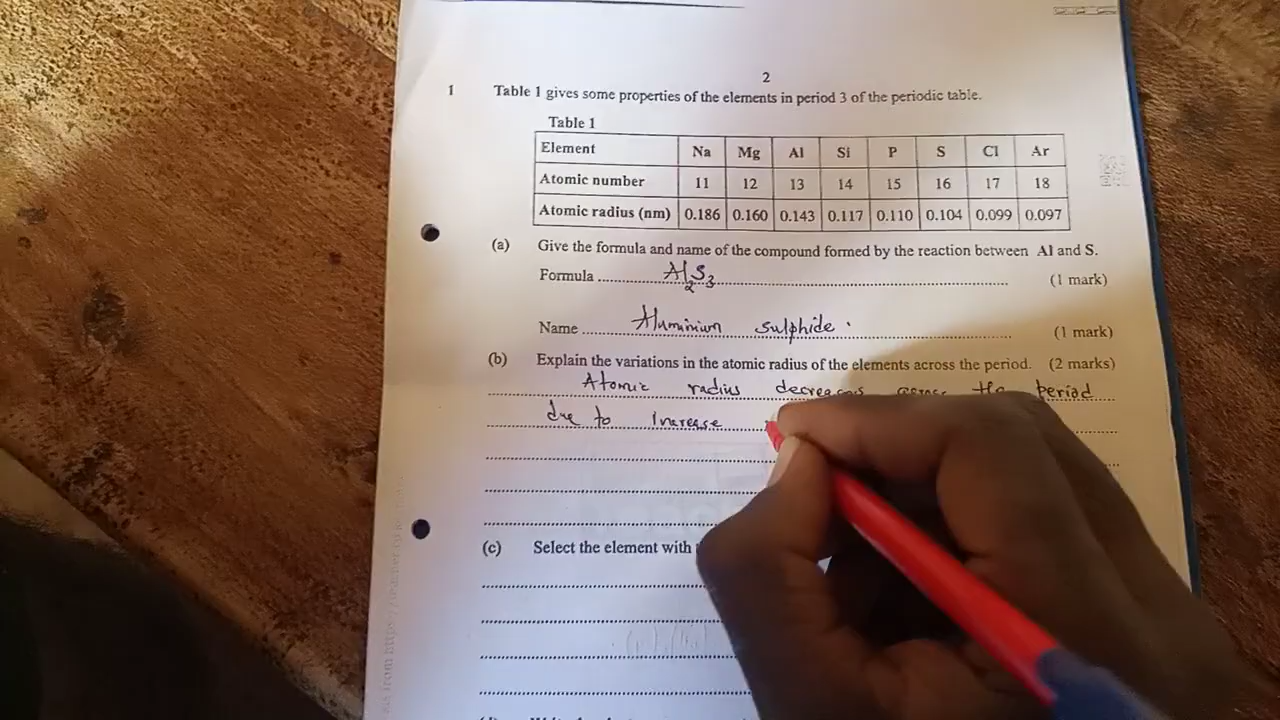 2
1 Table 1 gives some properties of the elements in period 3 of the periodic table.
Table 1
Element Na Mg Al Si P S Cl Ar
Atomic number 11 12 13 14 15 16 17 18
Atomic radius (nm) 0.186 0.160 0.143 0.117 0.110 0.104 0.099 0.097
(a) Give the formula and name of the compound formed by the reaction between Al and S.
Formula Al2S3 (1 mark)
Name Aluminium sulphide. (1 mark)
(b) Explain the variations in the atomic radius of the elements across the period. (2 marks)
Atomic radius decreases across the period
due to increase
(c) Select the element with